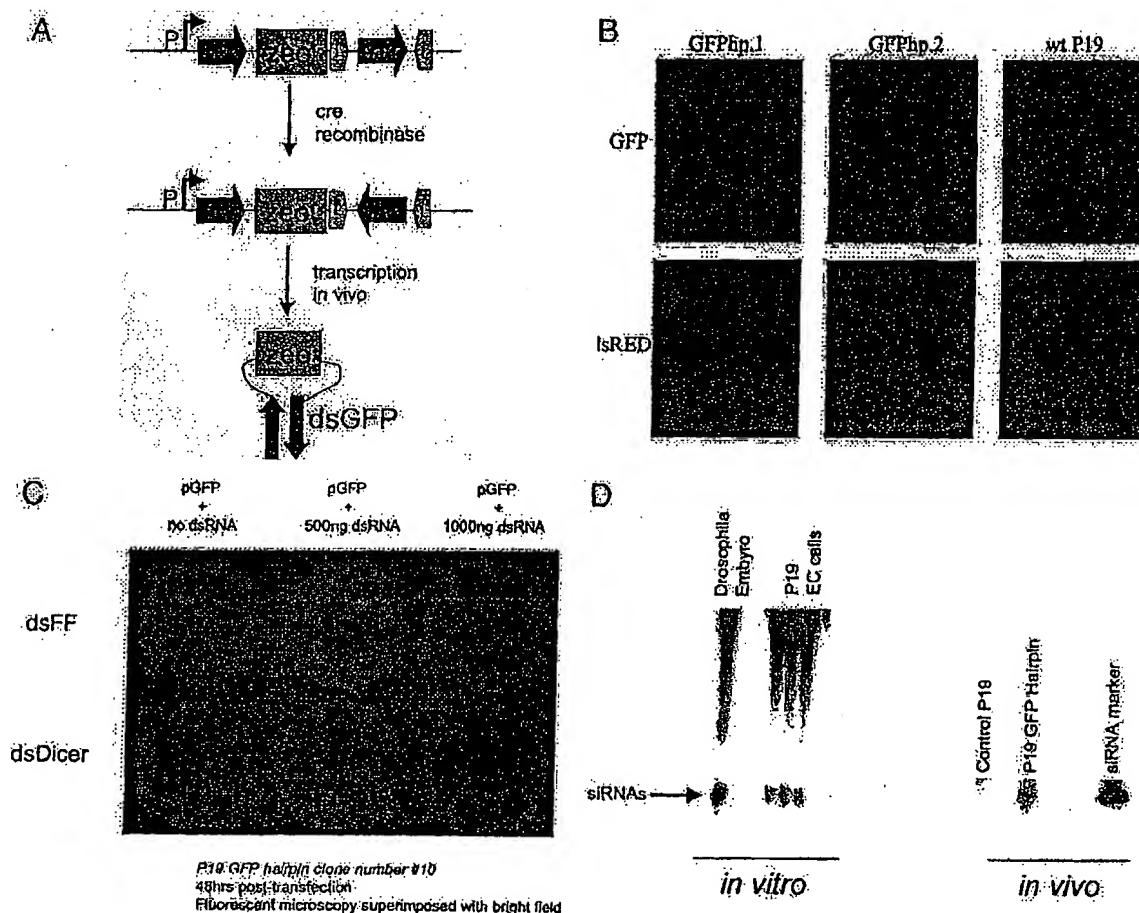 A
P
zeo
cre
recombinase
P
zeo
transcription
in vivo
zeo
dsGFP
B
GFPhp.1 GFPhp.2 wt P19
GFP
lsRED
C
pGFP
+
no dsRNA
pGFP
+
500ng dsRNA
pGFP
+
1000ng dsRNA
dsFF
dsDicer
P19 GFP hairpin clone number #10
48hrs post-transfection
Fluorescent microscopy superimposed with bright field
D
Drosophila
Embyro
P19
EC cells
Control P19
P19 GFP Hairpin
siRNA marker
siRNAs
in vitro
in vivo